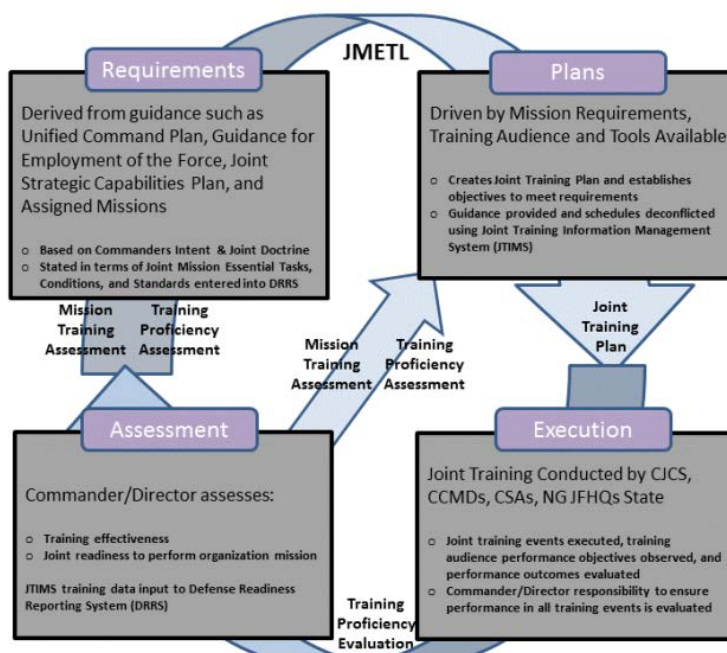 JMETL
Requirements
Derived from guidance such as
Unified Command Plan, Guidance for
Employment of the Force, Joint
Strategic Capabilities Plan, and
Assigned Missions
o Based on Commanders Intent & Joint Doctrine
o Stated in terms of Joint Mission Essential Tasks,
Conditions, and Standards entered into DRRS
Plans
Driven by Mission Requirements,
Training Audience and Tools Available
o Creates Joint Training Plan and establishes
objectives to meet requirements
o Guidance provided and schedules deconflicted
using Joint Training Information Management
System (JTIMS)
Mission
Training
Assessment
Training
Proficiency
Assessment
Mission
Training
Assessment
Training
Proficiency
Assessment
Joint
Training
Plan
Assessment
Commander/Director assesses:
o Training effectiveness
o Joint readiness to perform organization mission
JTIMS training data input to Defense Readiness
Reporting System (DRRS)
Execution
Joint Training Conducted by CJCS,
CCMDs, CSAs, NG JFHQs State
o Joint training events executed, training
audience performance objectives observed, and
performance outcomes evaluated
o Commander/Director responsibility to ensure
performance in all training events is evaluated
Training
Proficiency
Evaluation